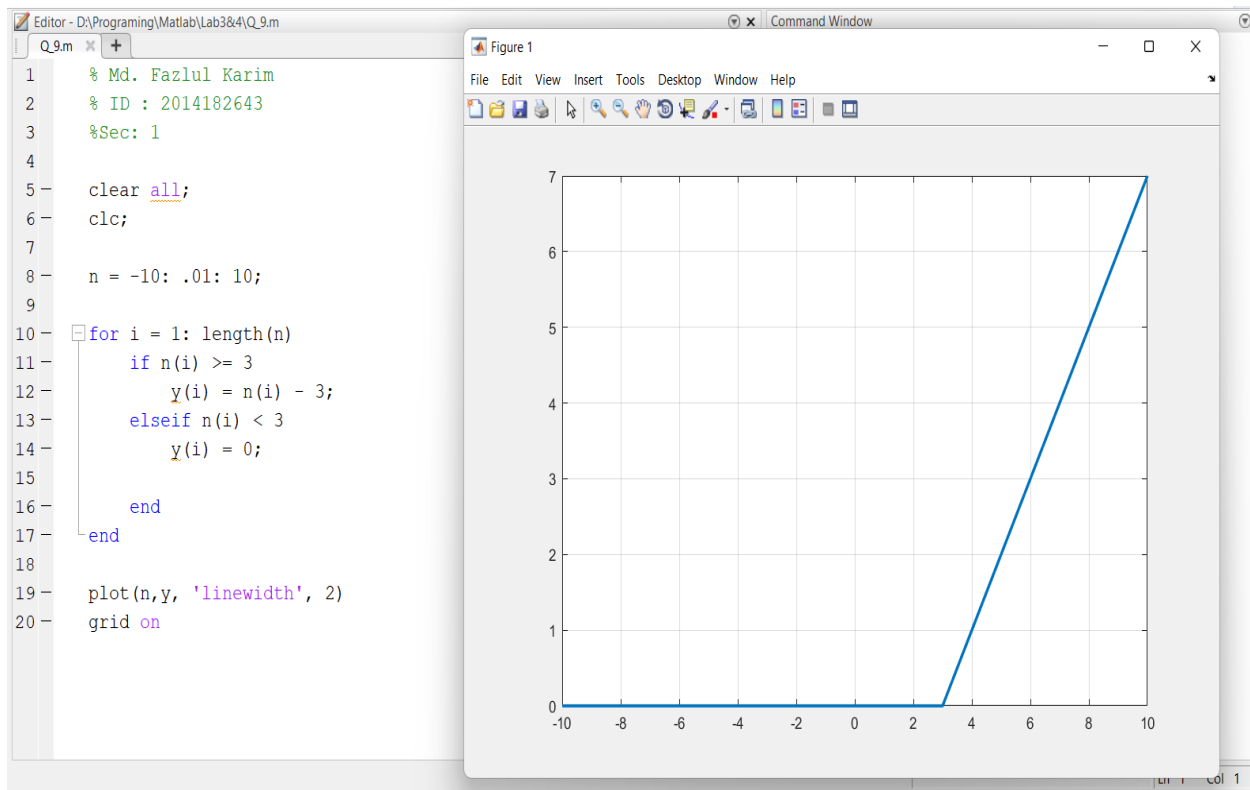 Editor - D:\Programing\Matlab\Lab3&4\Q_9.m
Command Window
Q_9.m
1 % Md. Fazlul Karim
2 % ID : 2014182643
3 %Sec: 1
4
5 clear all;
6 clc;
7
8 n = -10: .01: 10;
9
10 for i = 1: length(n)
11 if n(i) >= 3
12 y(i) = n(i) - 3;
13 elseif n(i) < 3
14 y(i) = 0;
15
16 end
17 end
18
19 plot(n,y, 'linewidth', 2)
20 grid on
Figure 1
File Edit View Insert Tools Desktop Window Help
7
6
5
4
3
2
1
0
-10 -8 -6 -4 -2 0 2 4 6 8 10
Ln 1 Col 1